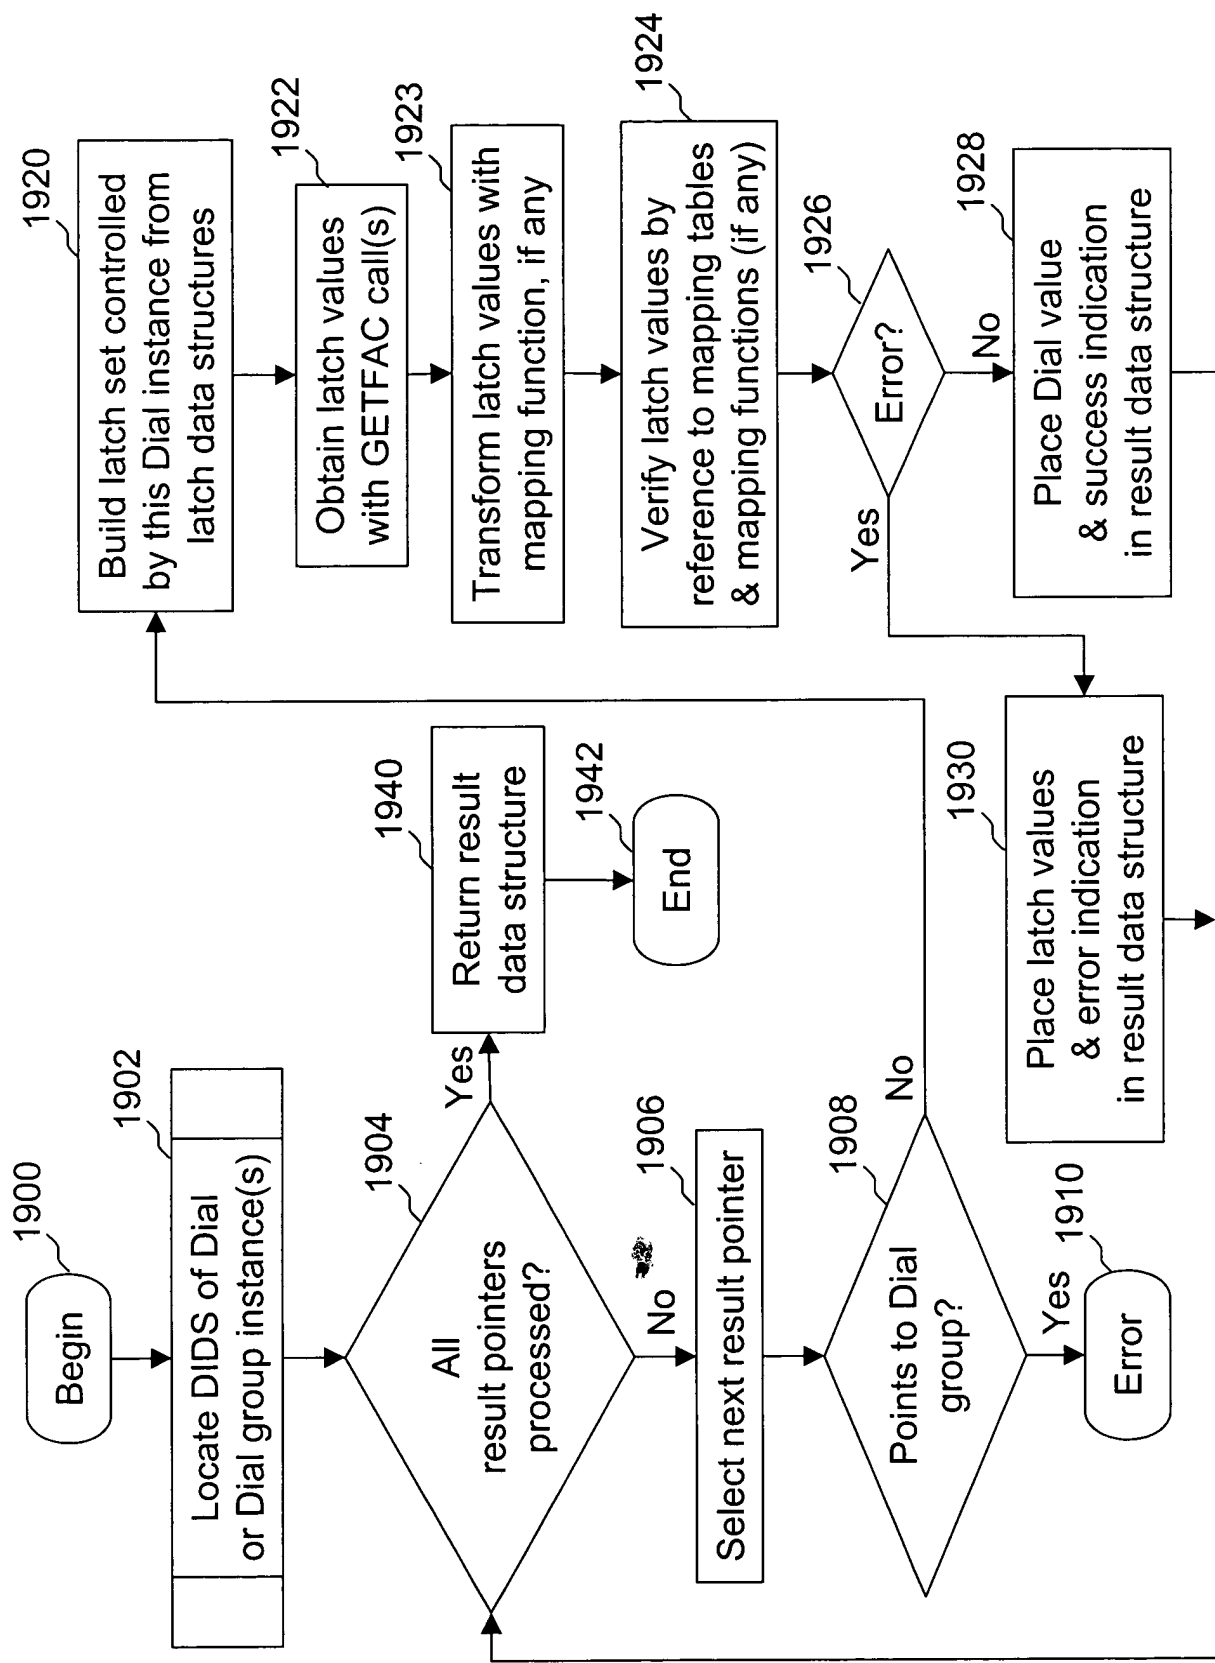 1900
Begin
1902
Locate DIDS of Dial
or Dial group instance(s)
1904
All
result pointers
processed?
Yes
No
1940
Return result
data structure
1942
End
1906
Select next result pointer
1908
Points to Dial
group?
No
Yes
1910
Error
1920
Build latch set controlled
by this Dial instance from
latch data structures
1922
Obtain latch values
with GETFAC call(s)
1923
Transform latch values with
mapping function, if any
1924
Verify latch values by
reference to mapping tables
& mapping functions (if any)
1926
Error?
Yes
No
1928
Place Dial value
& success indication
in result data structure
1930
Place latch values
& error indication
in result data structure